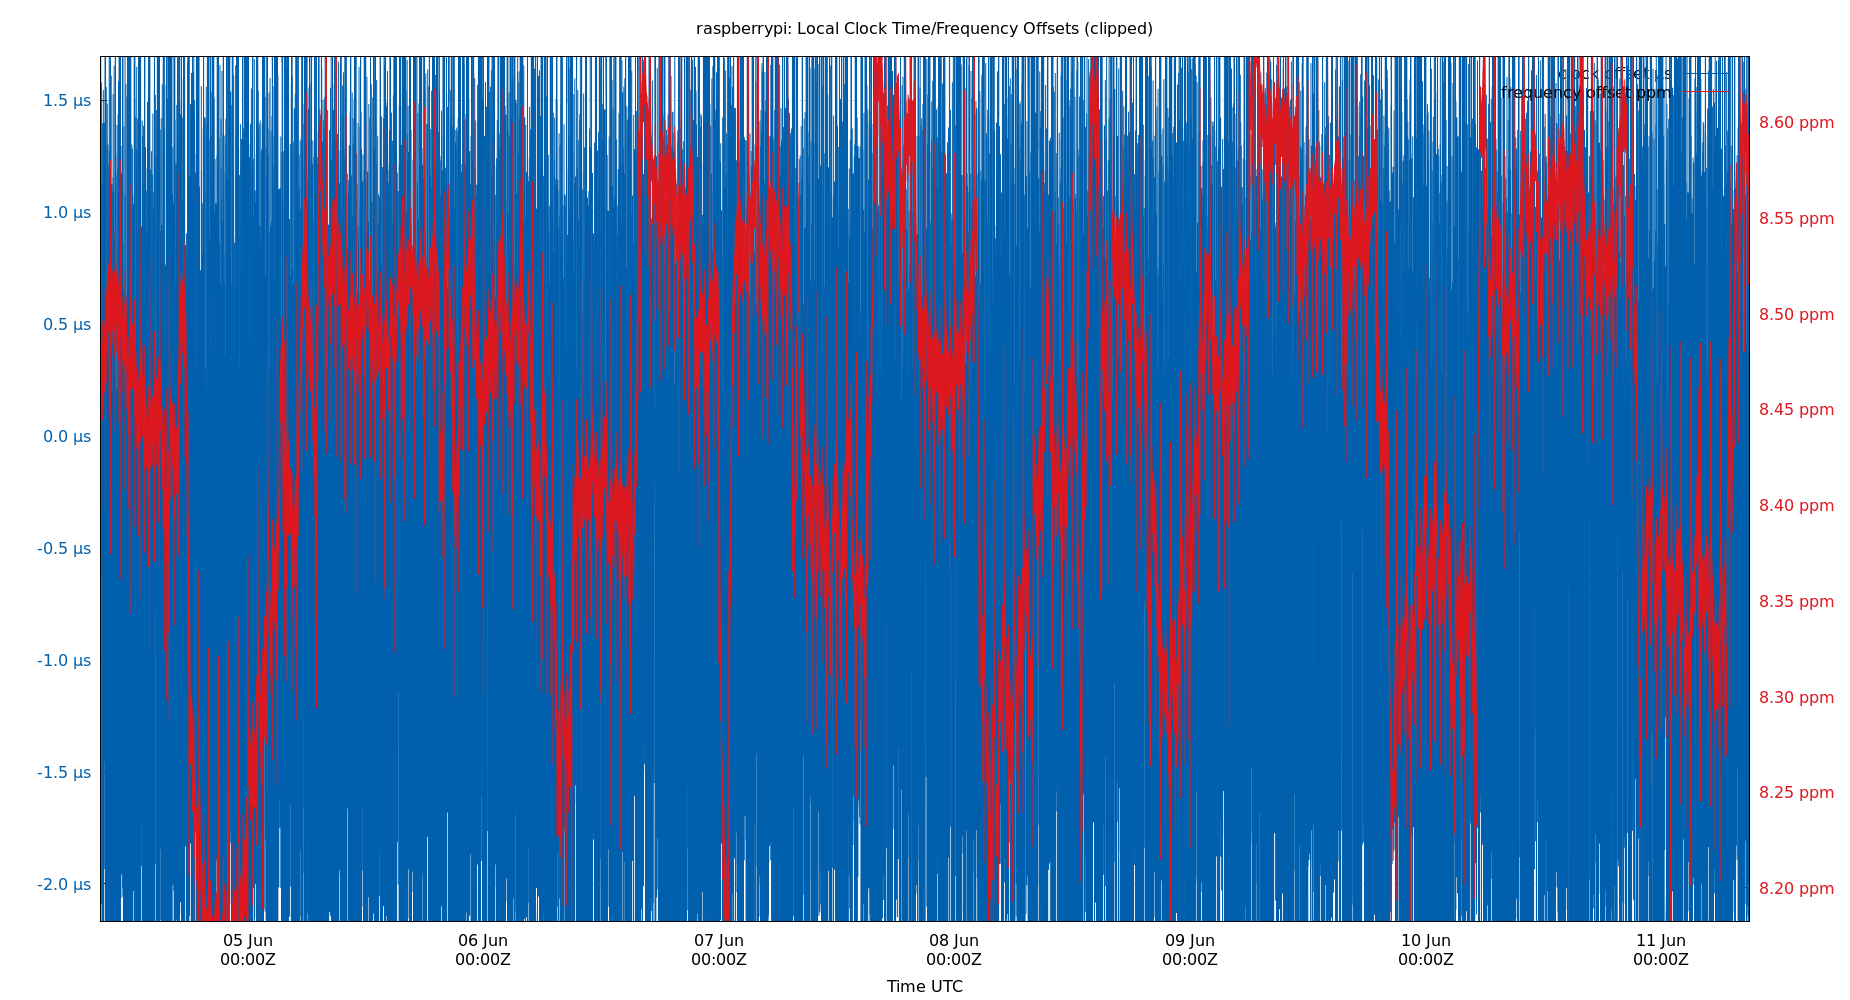 raspberrypi: Local Clock Time/Frequency Offsets (clipped)
clock offset µs
frequency offset ppm
1.5 µs
1.0 µs
0.5 µs
0.0 µs
-0.5 µs
-1.0 µs
-1.5 µs
-2.0 µs
8.60 ppm
8.55 ppm
8.50 ppm
8.45 ppm
8.40 ppm
8.35 ppm
8.30 ppm
8.25 ppm
8.20 ppm
05 Jun 06 Jun 07 Jun 08 Jun 09 Jun 10 Jun 11 Jun
00:00Z 00:00Z 00:00Z 00:00Z 00:00Z 00:00Z 00:00Z
Time UTC